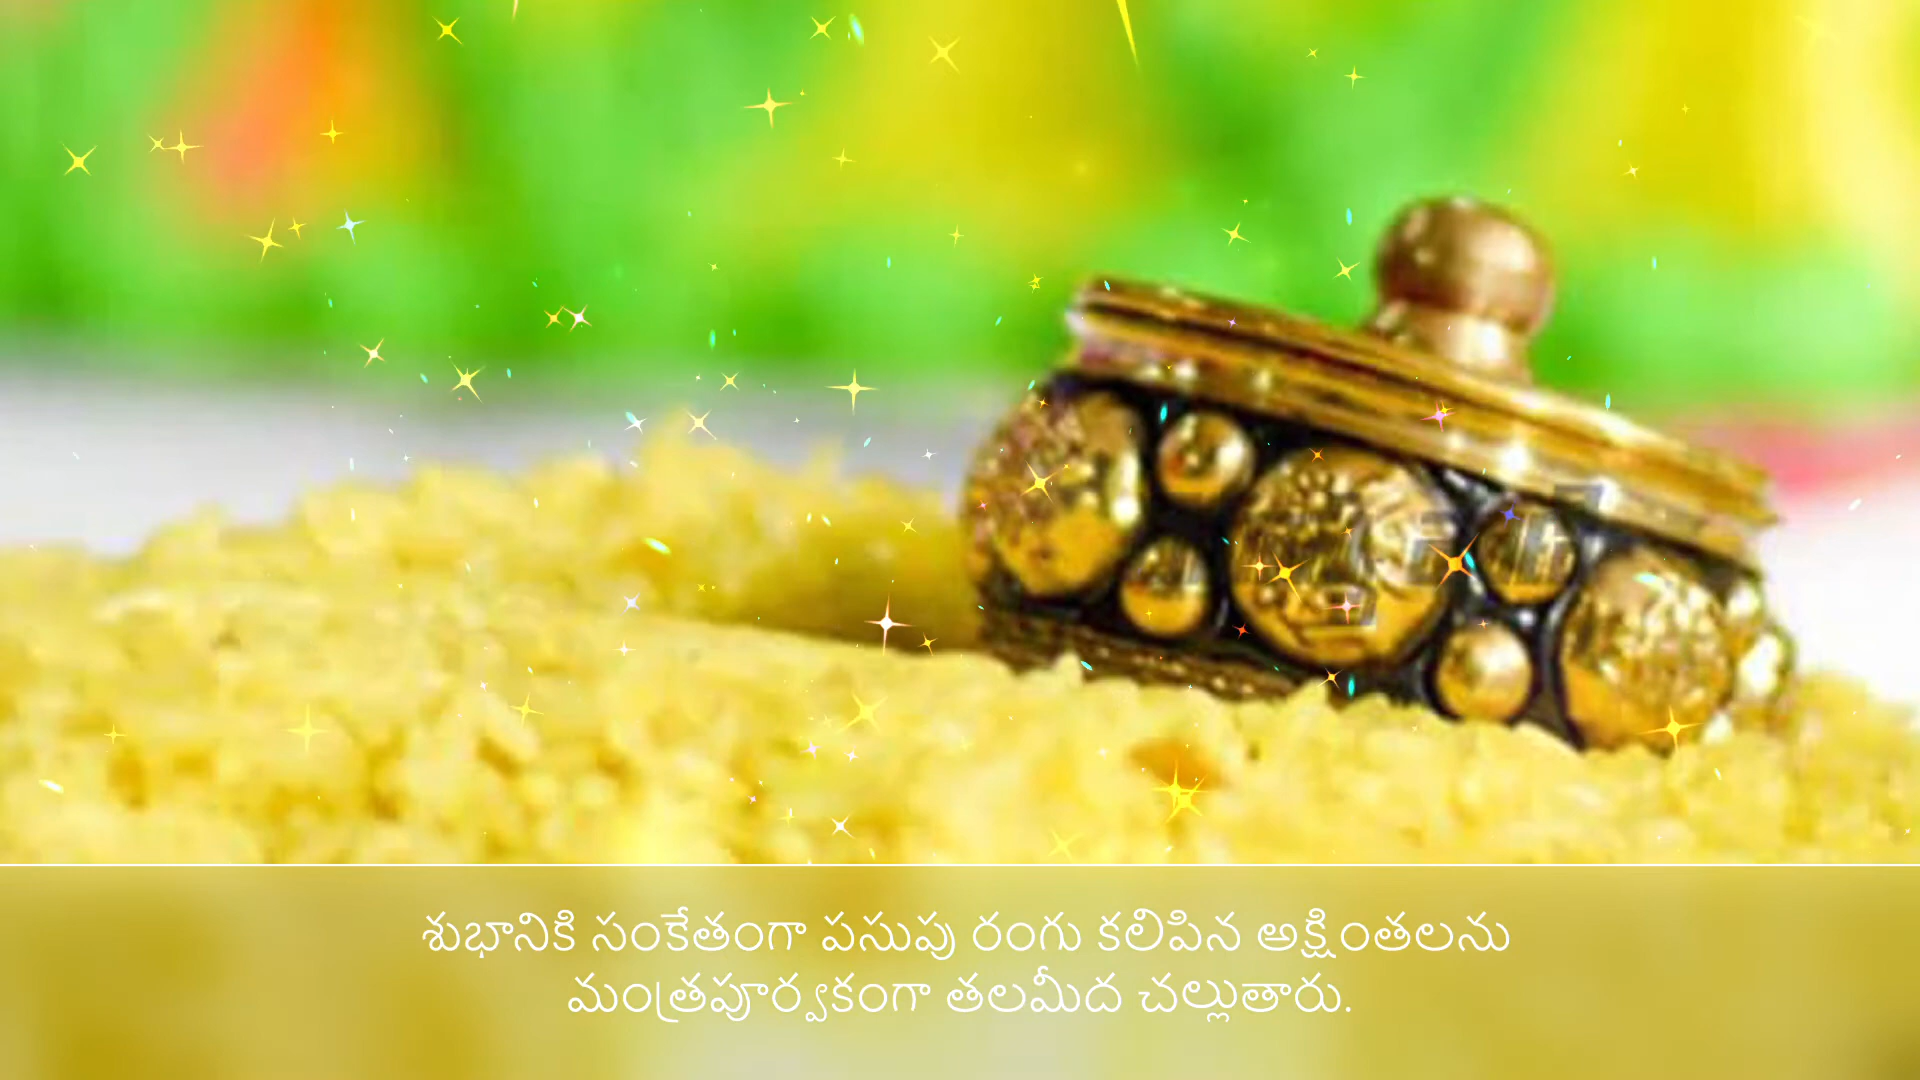 శుభానికి సంకేతంగా పసుపు రంగు కలిపిన అక్షింతలను
మంత్రపూర్వకంగా తలమీద చల్లుతారు.